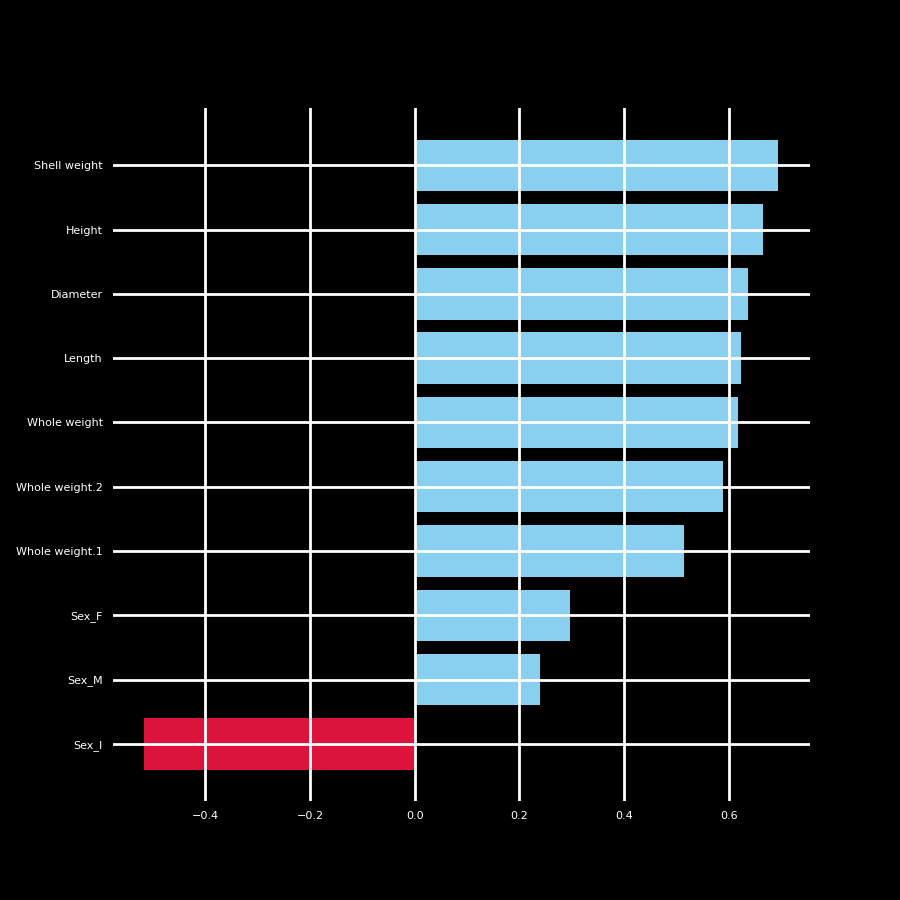 Shell weight
Height
Diameter
Length
Whole weight
Whole weight.2
Whole weight.1
Sex_F
Sex_M
Sex_I
−0.4 −0.2 0.0 0.2 0.4 0.6